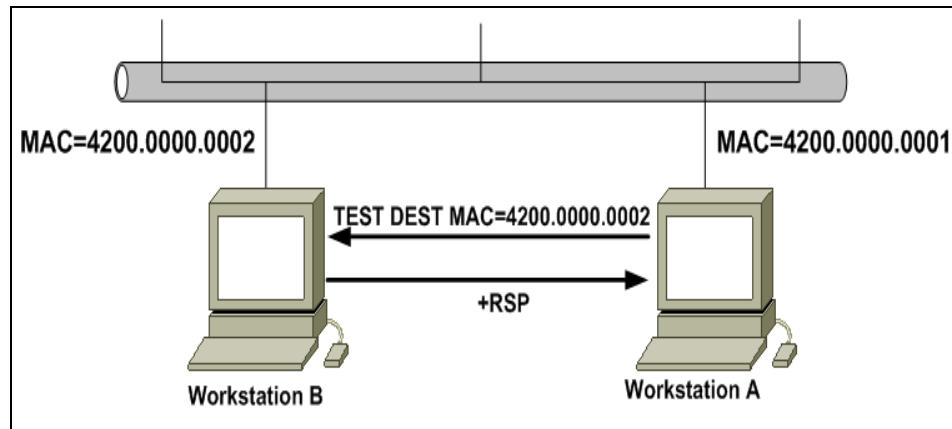 MAC=4200.0000.0002
MAC=4200.0000.0001
TEST DEST MAC=4200.0000.0002
+RSP
Workstation B
Workstation A